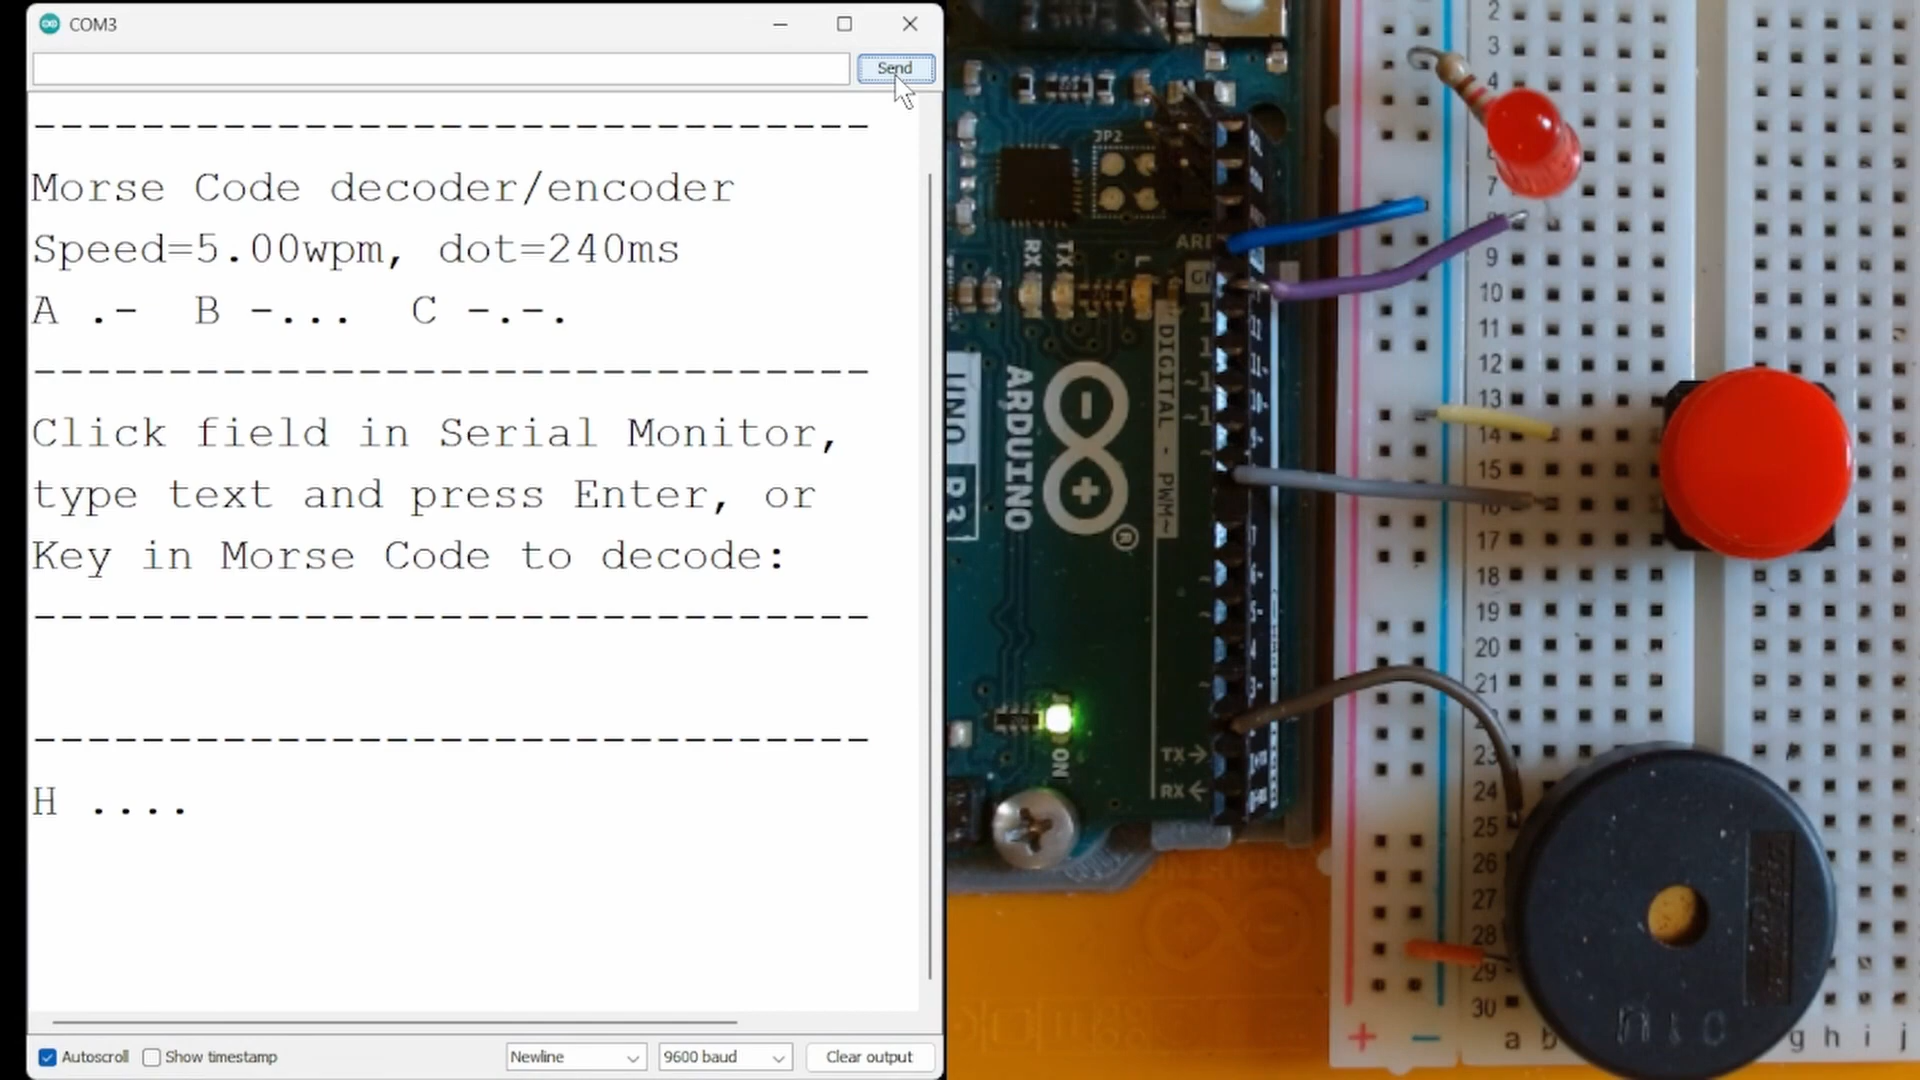 COM3
Send
-------------------------------
Morse Code decoder/encoder
Speed=5.00wpm, dot=240ms
A .-  B -...  C -.-.
-------------------------------
Click field in Serial Monitor,
type text and press Enter, or
Key in Morse Code to decode:
-------------------------------
-------------------------------
H ....
Autoscroll
Show timestamp
Newline
9600 baud
Clear output
JP2
RX
TX
L
ARDUINO
DIGITAL - PWM~
ON
TX→
RX←
2
3
4
7
9
10
11
12
13
14
15
16
17
18
19
20
21
23
24
25
26
27
28
29
30
+
−
a
b
g
h
i
j